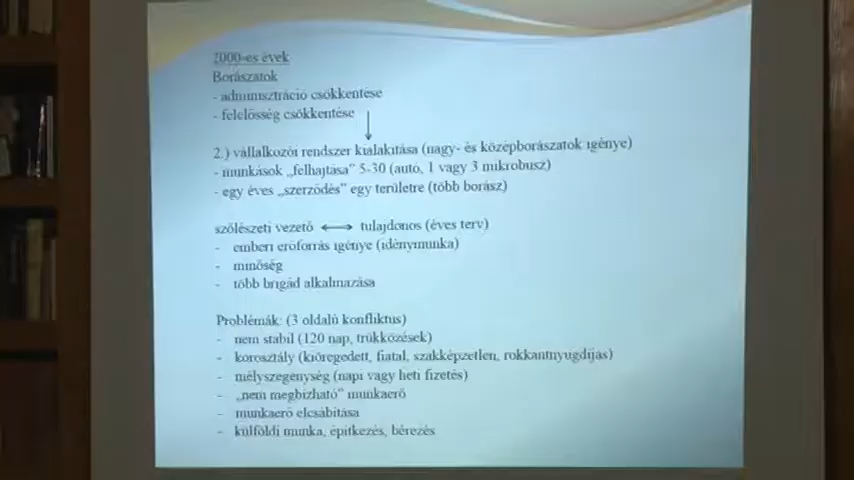 2000-es évek
Borászatok
- adminisztráció csökkentése
- felelősség csökkentése
2.) vállalkozói rendszer kialakítása (nagy- és középborászatok igénye)
- munkások „felhajtása” 5-30 (autó, 1 vagy 3 mikrobusz)
- egy éves „szerződés” egy területre (több borász)
szőlészeti vezető ⟷ tulajdonos (éves terv)
- emberi erőforrás igénye (idénymunka)
- minőség
- több brigád alkalmazása
Problémák: (3 oldalú konfliktus)
- nem stabil (120 nap, trükközések)
- korosztály (kiöregedett, fiatal, szakképzetlen, rokkantnyugdíjas)
- mélyszegénység (napi vagy heti fizetés)
- „nem megbízható” munkaerő
- munkaerő elcsábítása
- külföldi munka, építkezés, bérezés